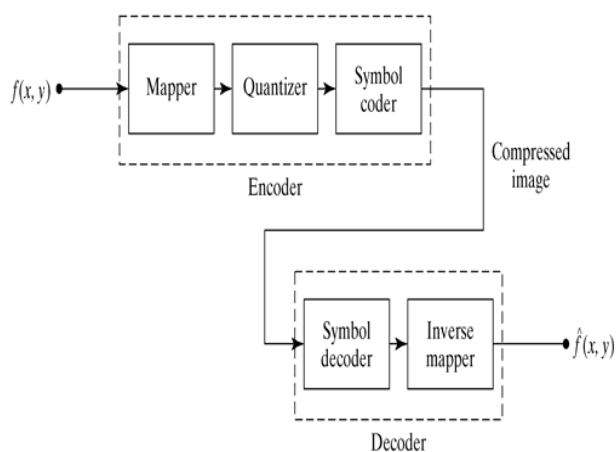 f(x, y)
Mapper
Quantizer
Symbol
coder
Encoder
Compressed
image
Symbol
decoder
Inverse
mapper
f̂(x, y)
Decoder